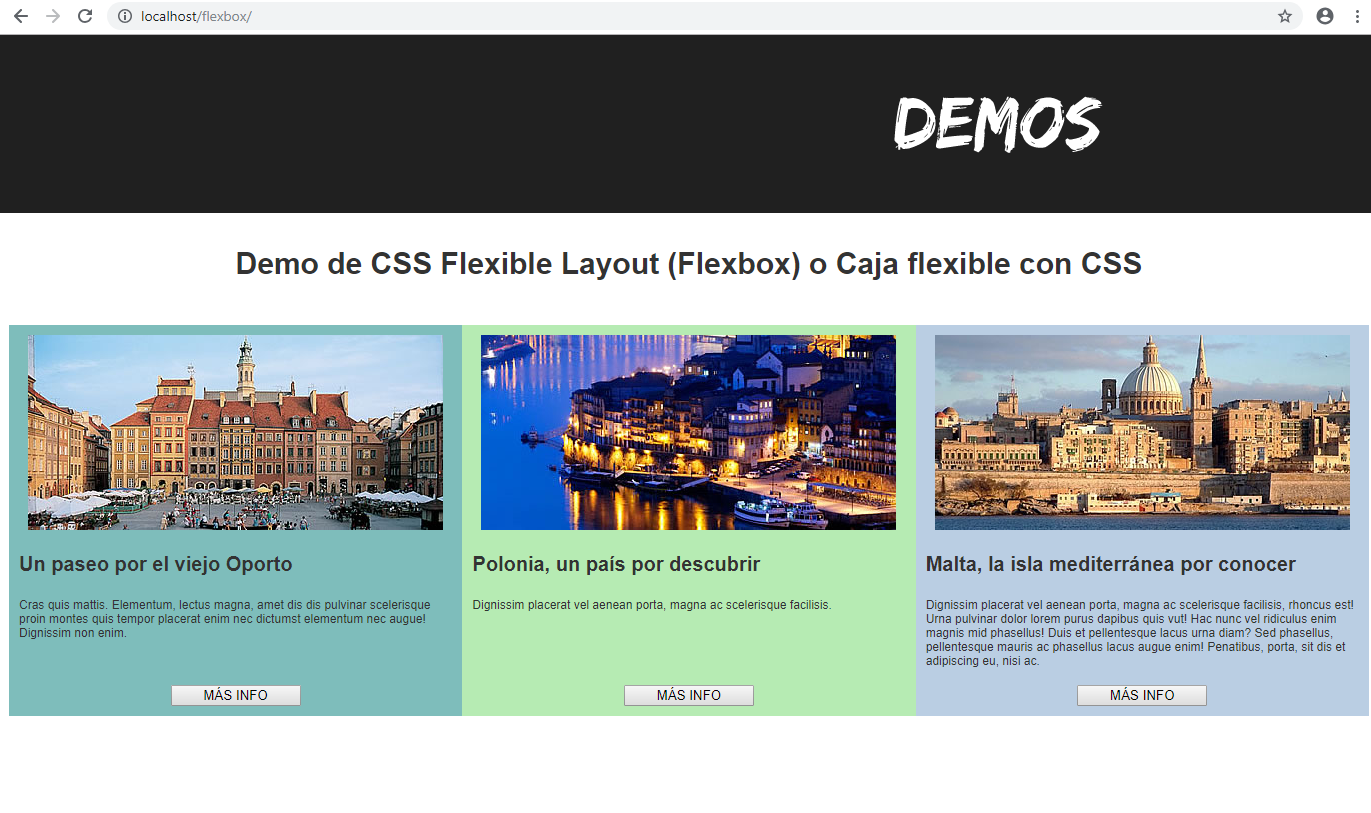 localhost/flexbox/
DEMOS
Demo de CSS Flexible Layout (Flexbox) o Caja flexible con CSS
Un paseo por el viejo Oporto
Cras quis mattis. Elementum, lectus magna, amet dis dis pulvinar scelerisque
proin montes quis tempor placerat enim nec dictumst elementum nec augue!
Dignissim non enim.
MÁS INFO
Polonia, un país por descubrir
Dignissim placerat vel aenean porta, magna ac scelerisque facilisis.
MÁS INFO
Malta, la isla mediterránea por conocer
Dignissim placerat vel aenean porta, magna ac scelerisque facilisis, rhoncus est!
Urna pulvinar dolor lorem purus dapibus quis vut! Hac nunc vel ridiculus enim
magnis mid phasellus! Duis et pellentesque lacus urna diam? Sed phasellus,
pellentesque mauris ac phasellus lacus augue enim! Penatibus, porta, sit dis et
adipiscing eu, nisi ac.
MÁS INFO